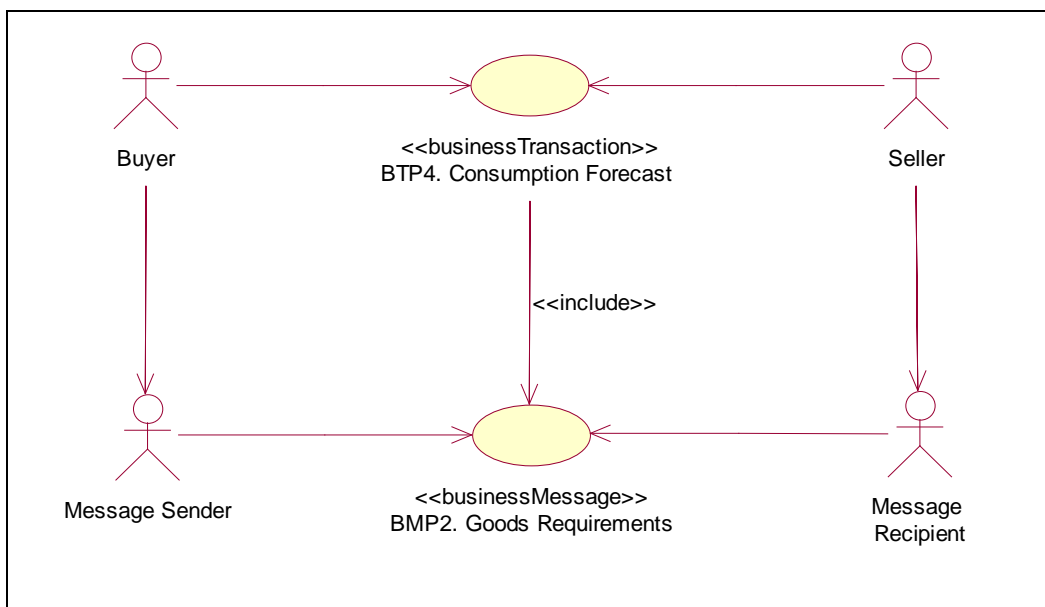 Buyer
<<businessTransaction>>
BTP4. Consumption Forecast
Seller
<<include>>
Message Sender
<<businessMessage>>
BMP2. Goods Requirements
Message
Recipient